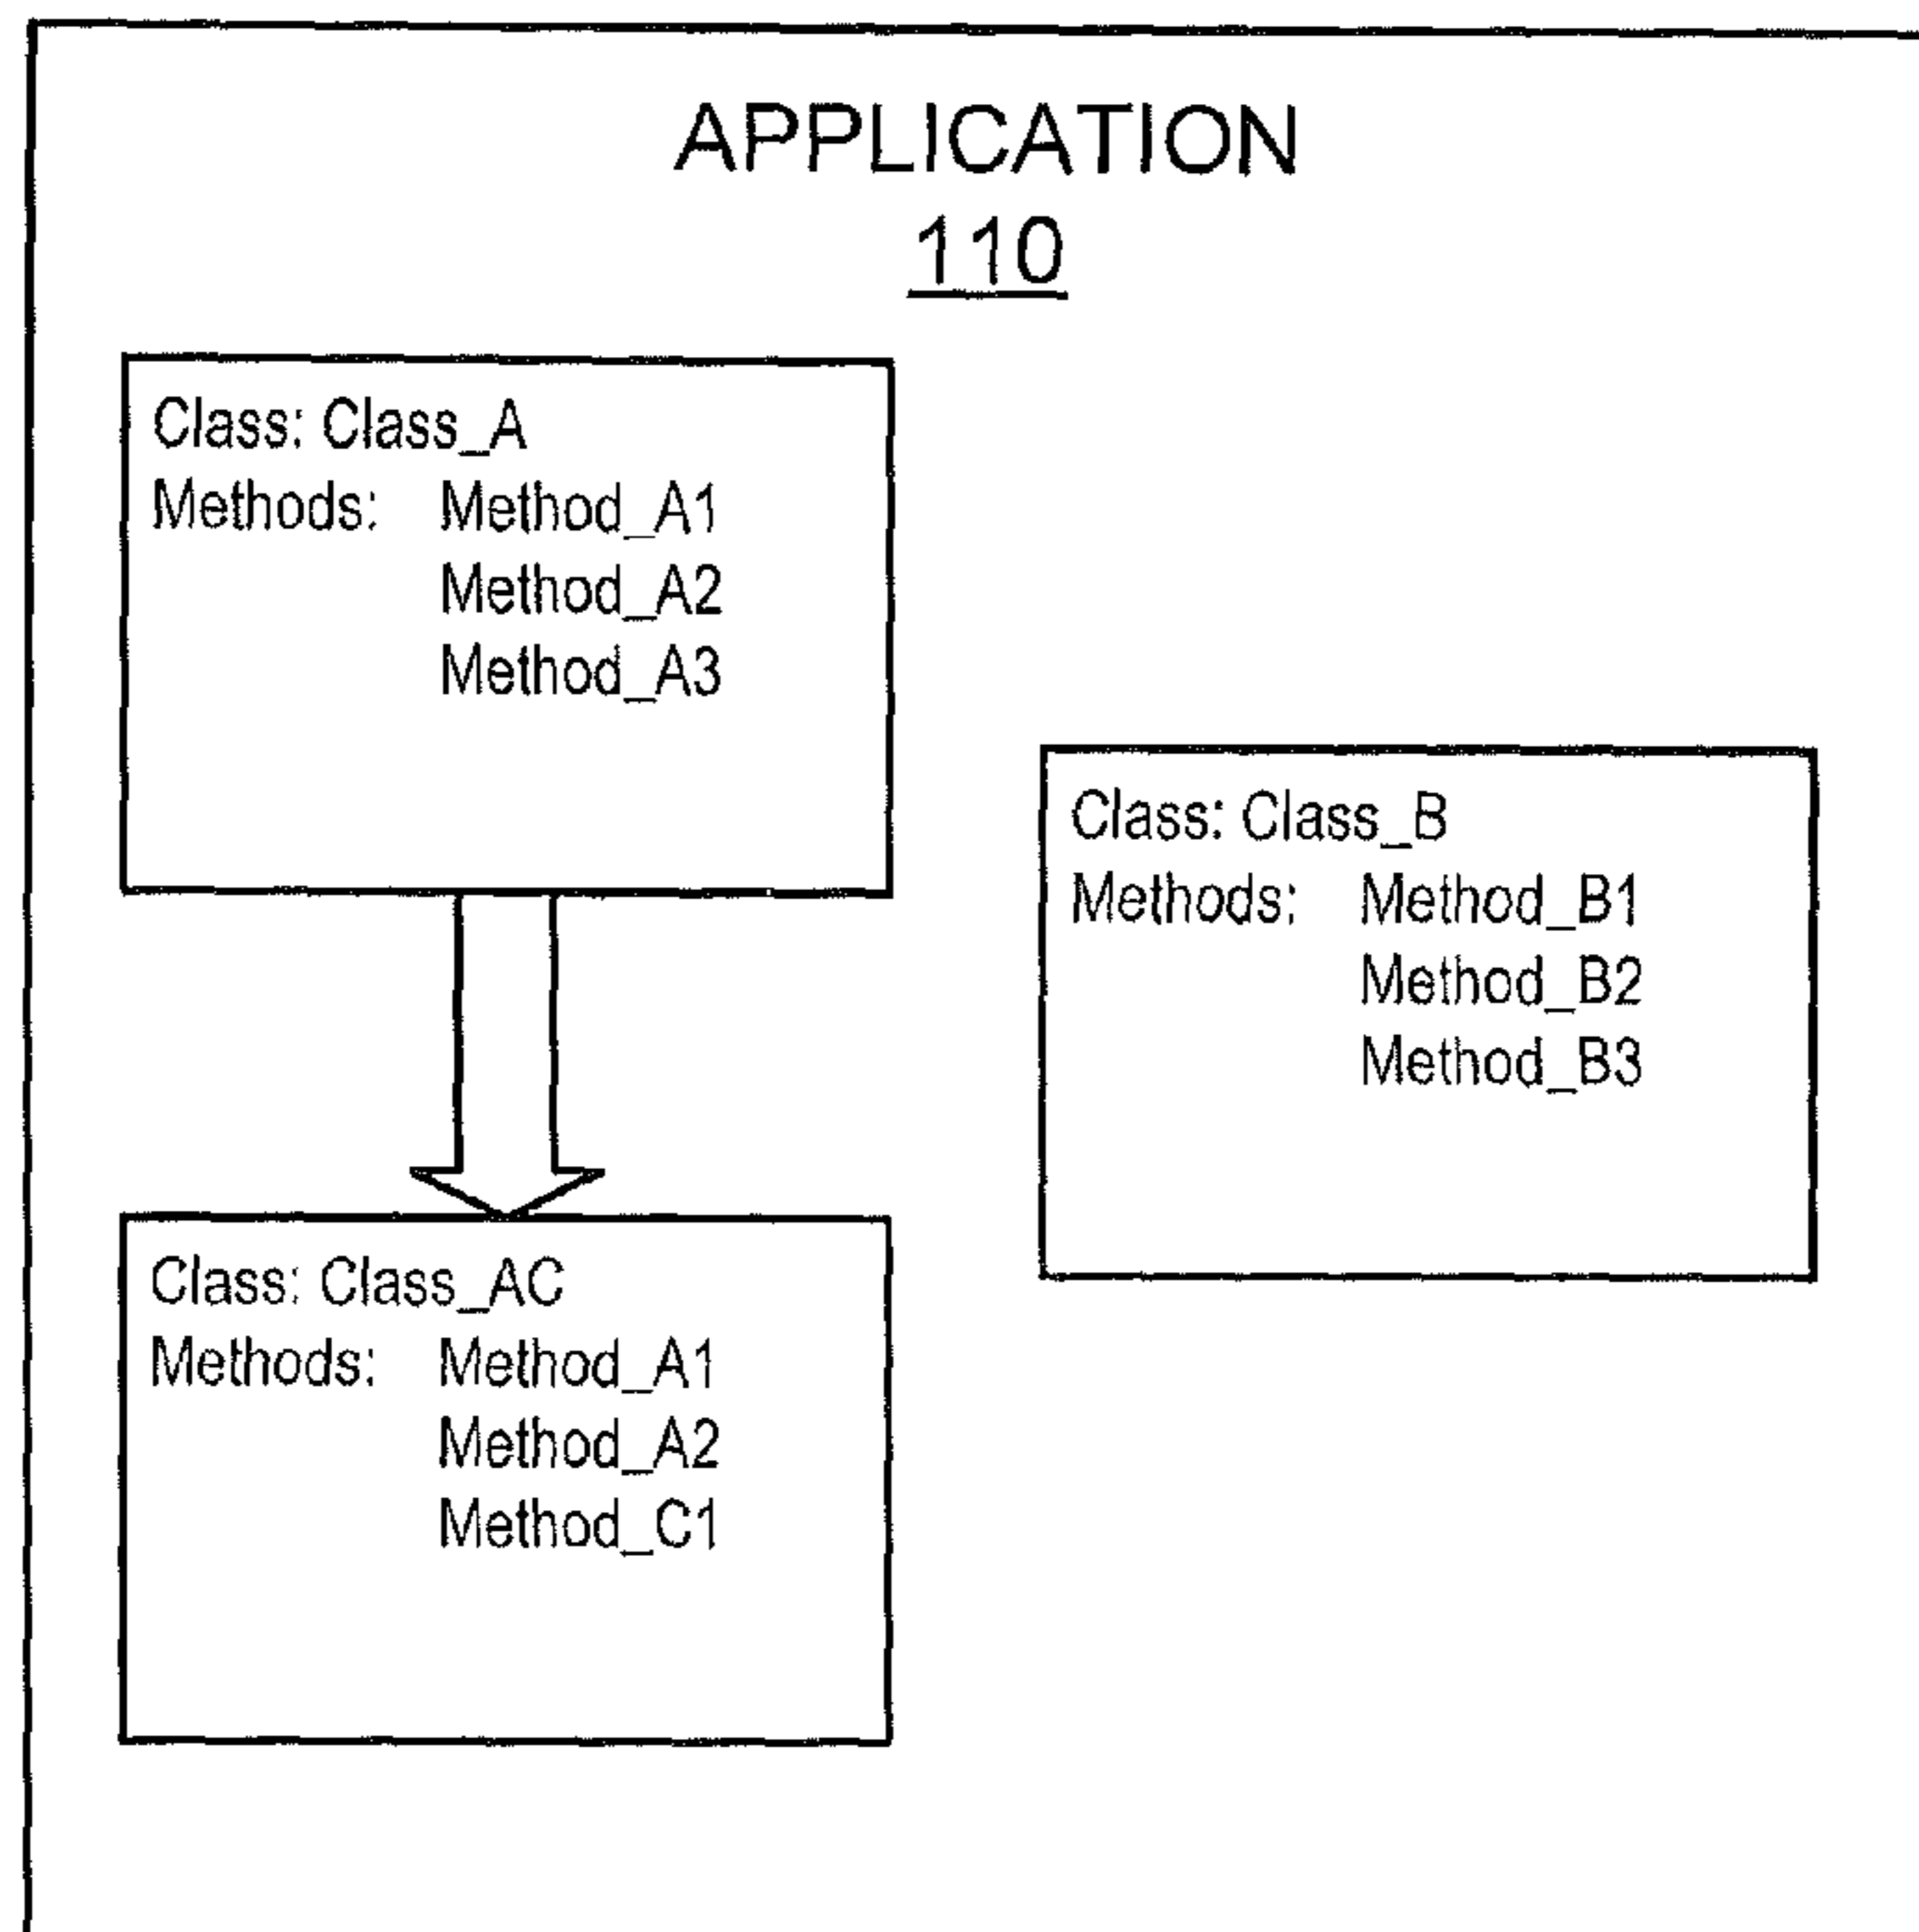 APPLICATION
110
Class: Class_A
Methods: Method_A1
Method_A2
Method_A3
Class: Class_B
Methods: Method_B1
Method_B2
Method_B3
Class: Class_AC
Methods: Method_A1
Method_A2
Method_C1